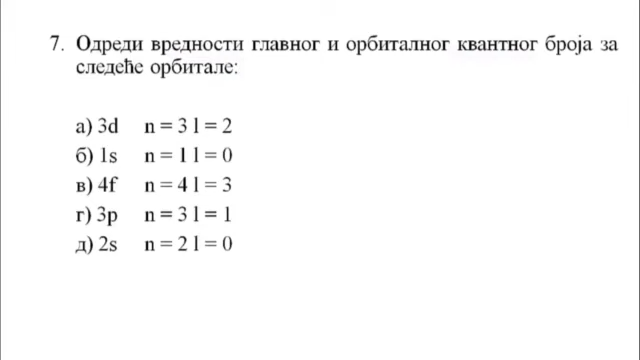 7. Одреди вредности главног и орбиталног квантног броја за
следеће орбитале:
а) 3d n = 3 l = 2
б) 1s n = 1 l = 0
в) 4f n = 4 l = 3
г) 3p n = 3 l = 1
д) 2s n = 2 l = 0